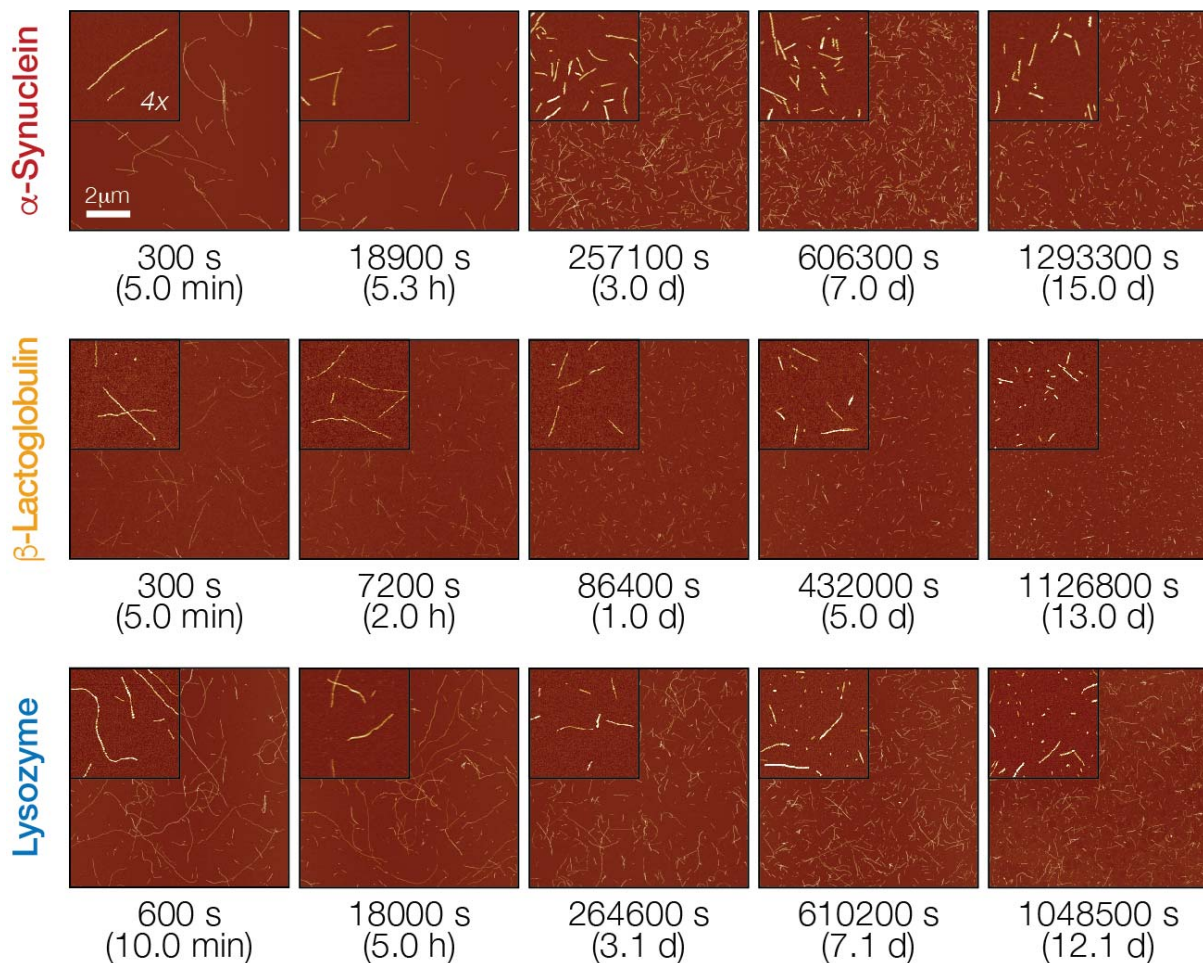 α-Synuclein
4x
2μm
300 s
(5.0 min)
18900 s
(5.3 h)
257100 s
(3.0 d)
606300 s
(7.0 d)
1293300 s
(15.0 d)
β-Lactoglobulin
300 s
(5.0 min)
7200 s
(2.0 h)
86400 s
(1.0 d)
432000 s
(5.0 d)
1126800 s
(13.0 d)
Lysozyme
600 s
(10.0 min)
18000 s
(5.0 h)
264600 s
(3.1 d)
610200 s
(7.1 d)
1048500 s
(12.1 d)